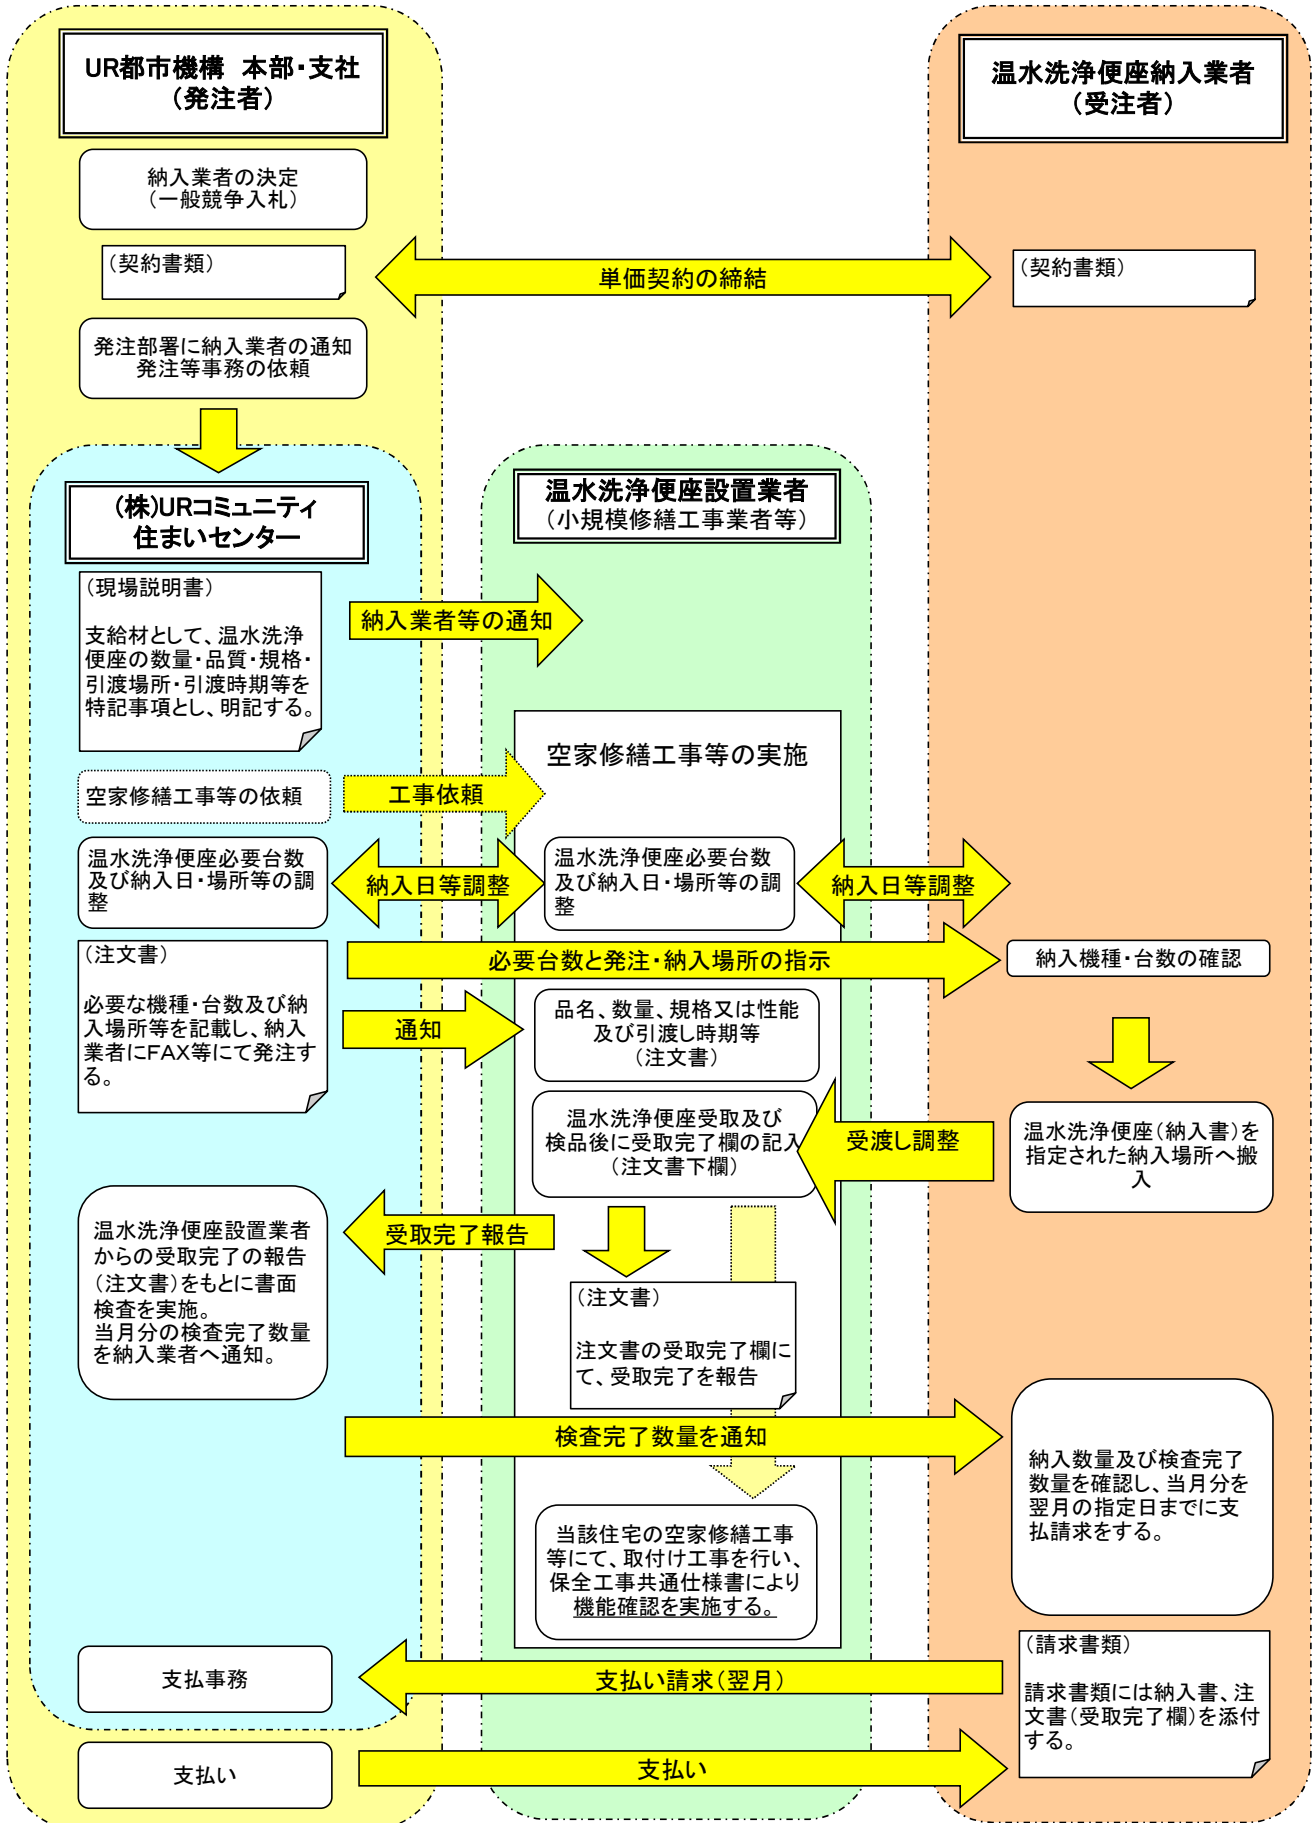 UR都市機構　本部・支社
（発注者）
温水洗浄便座納入業者
（受注者）
納入業者の決定
（一般競争入札）
（契約書類）
単価契約の締結
（契約書類）
発注部署に納入業者の通知
発注等事務の依頼
(株)URコミュニティ
住まいセンター
温水洗浄便座設置業者
（小規模修繕工事業者等）
（現場説明書）
支給材として、温水洗浄
便座の数量・品質・規格・
引渡場所・引渡時期等を
特記事項とし、明記する。
納入業者等の通知
空家修繕工事等の実施
空家修繕工事等の依頼
工事依頼
温水洗浄便座必要台数
及び納入日・場所等の調
整
納入日等調整
温水洗浄便座必要台数
及び納入日・場所等の調
整
納入日等調整
（注文書）
必要な機種・台数及び納
入場所等を記載し、納入
業者にFAX等にて発注す
る。
必要台数と発注・納入場所の指示
納入機種・台数の確認
通知
品名、数量、規格又は性能
及び引渡し時期等
（注文書）
温水洗浄便座受取及び
検品後に受取完了欄の記入
（注文書下欄）
受渡し調整
温水洗浄便座（納入書）を
指定された納入場所へ搬
入
温水洗浄便座設置業者
からの受取完了の報告
（注文書）をもとに書面
検査を実施。
当月分の検査完了数量
を納入業者へ通知。
受取完了報告
（注文書）
注文書の受取完了欄に
て、受取完了を報告
検査完了数量を通知
納入数量及び検査完了
数量を確認し、当月分を
翌月の指定日までに支
払請求をする。
当該住宅の空家修繕工事
等にて、取付け工事を行い、
保全工事共通仕様書により
機能確認を実施する。
支払事務
支払い請求（翌月）
（請求書類）
請求書類には納入書、注
文書（受取完了欄）を添付
する。
支払い
支払い